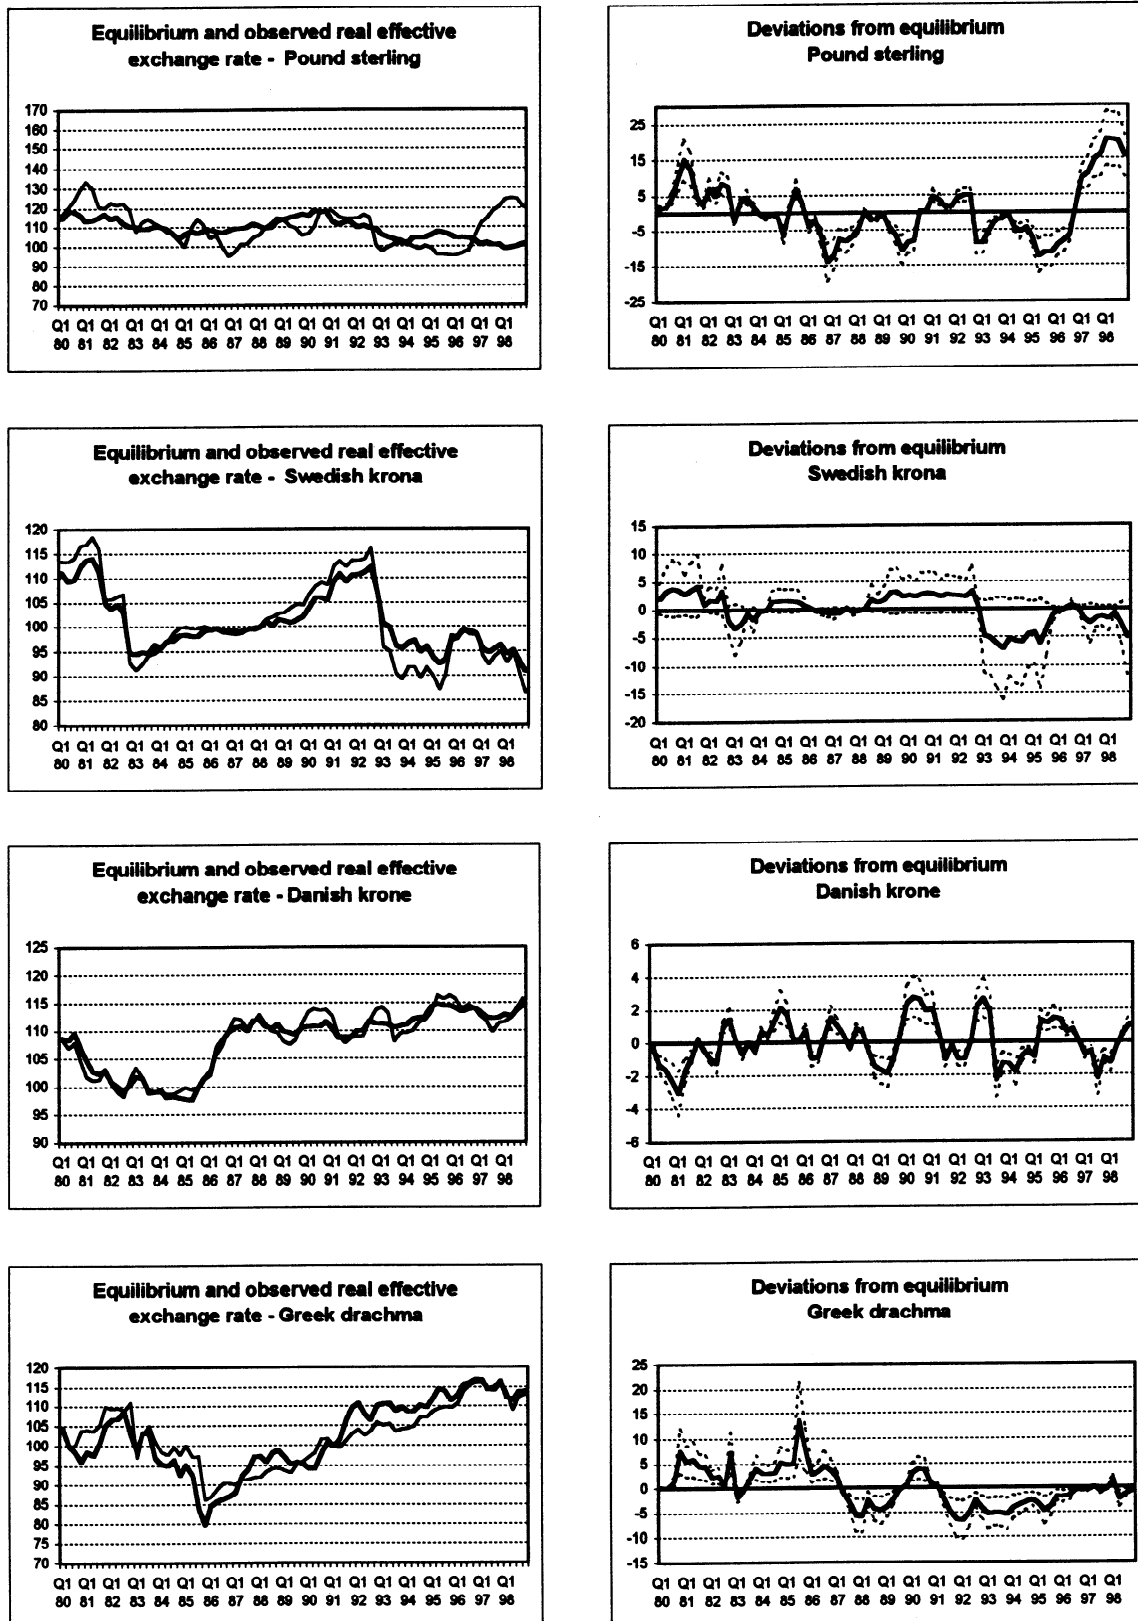 Equilibrium and observed real effective
exchange rate - Pound sterling
170
160
150
140
130
120
110
100
90
80
70
Q1 Q1 Q1 Q1 Q1 Q1 Q1 Q1 Q1 Q1 Q1 Q1 Q1 Q1 Q1 Q1 Q1 Q1
80 81 82 83 84 85 86 87 88 89 90 91 92 93 94 95 96 97 98
Deviations from equilibrium
Pound sterling
25
15
5
-5
-15
-25
Q1 Q1 Q1 Q1 Q1 Q1 Q1 Q1 Q1 Q1 Q1 Q1 Q1 Q1 Q1 Q1 Q1 Q1
80 81 82 83 84 85 86 87 88 89 90 91 92 93 94 95 96 97 98
Equilibrium and observed real effective
exchange rate - Swedish krona
120
115
110
105
100
95
90
85
80
Q1 Q1 Q1 Q1 Q1 Q1 Q1 Q1 Q1 Q1 Q1 Q1 Q1 Q1 Q1 Q1 Q1 Q1
80 81 82 83 84 85 86 87 88 89 90 91 92 93 94 95 96 97 98
Deviations from equilibrium
Swedish krona
15
10
5
0
-5
-10
-15
-20
Q1 Q1 Q1 Q1 Q1 Q1 Q1 Q1 Q1 Q1 Q1 Q1 Q1 Q1 Q1 Q1 Q1 Q1
80 81 82 83 84 85 86 87 88 89 90 91 92 93 94 95 96 97 98
Equilibrium and observed real effective
exchange rate - Danish krone
125
120
115
110
105
100
95
90
Q1 Q1 Q1 Q1 Q1 Q1 Q1 Q1 Q1 Q1 Q1 Q1 Q1 Q1 Q1 Q1 Q1 Q1
80 81 82 83 84 85 86 87 88 89 90 91 92 93 94 95 96 97 98
Deviations from equilibrium
Danish krone
6
4
2
0
-2
-4
-6
Q1 Q1 Q1 Q1 Q1 Q1 Q1 Q1 Q1 Q1 Q1 Q1 Q1 Q1 Q1 Q1 Q1 Q1
80 81 82 83 84 85 86 87 88 89 90 91 92 93 94 95 96 97 98
Equilibrium and observed real effective
exchange rate - Greek drachma
120
115
110
105
100
95
90
85
80
75
70
Q1 Q1 Q1 Q1 Q1 Q1 Q1 Q1 Q1 Q1 Q1 Q1 Q1 Q1 Q1 Q1 Q1 Q1
80 81 82 83 84 85 86 87 88 89 90 91 92 93 94 95 96 97 98
Deviations from equilibrium
Greek drachma
25
20
15
10
5
0
-5
-10
-15
Q1 Q1 Q1 Q1 Q1 Q1 Q1 Q1 Q1 Q1 Q1 Q1 Q1 Q1 Q1 Q1 Q1 Q1
80 81 82 83 84 85 86 87 88 89 90 91 92 93 94 95 96 97 98